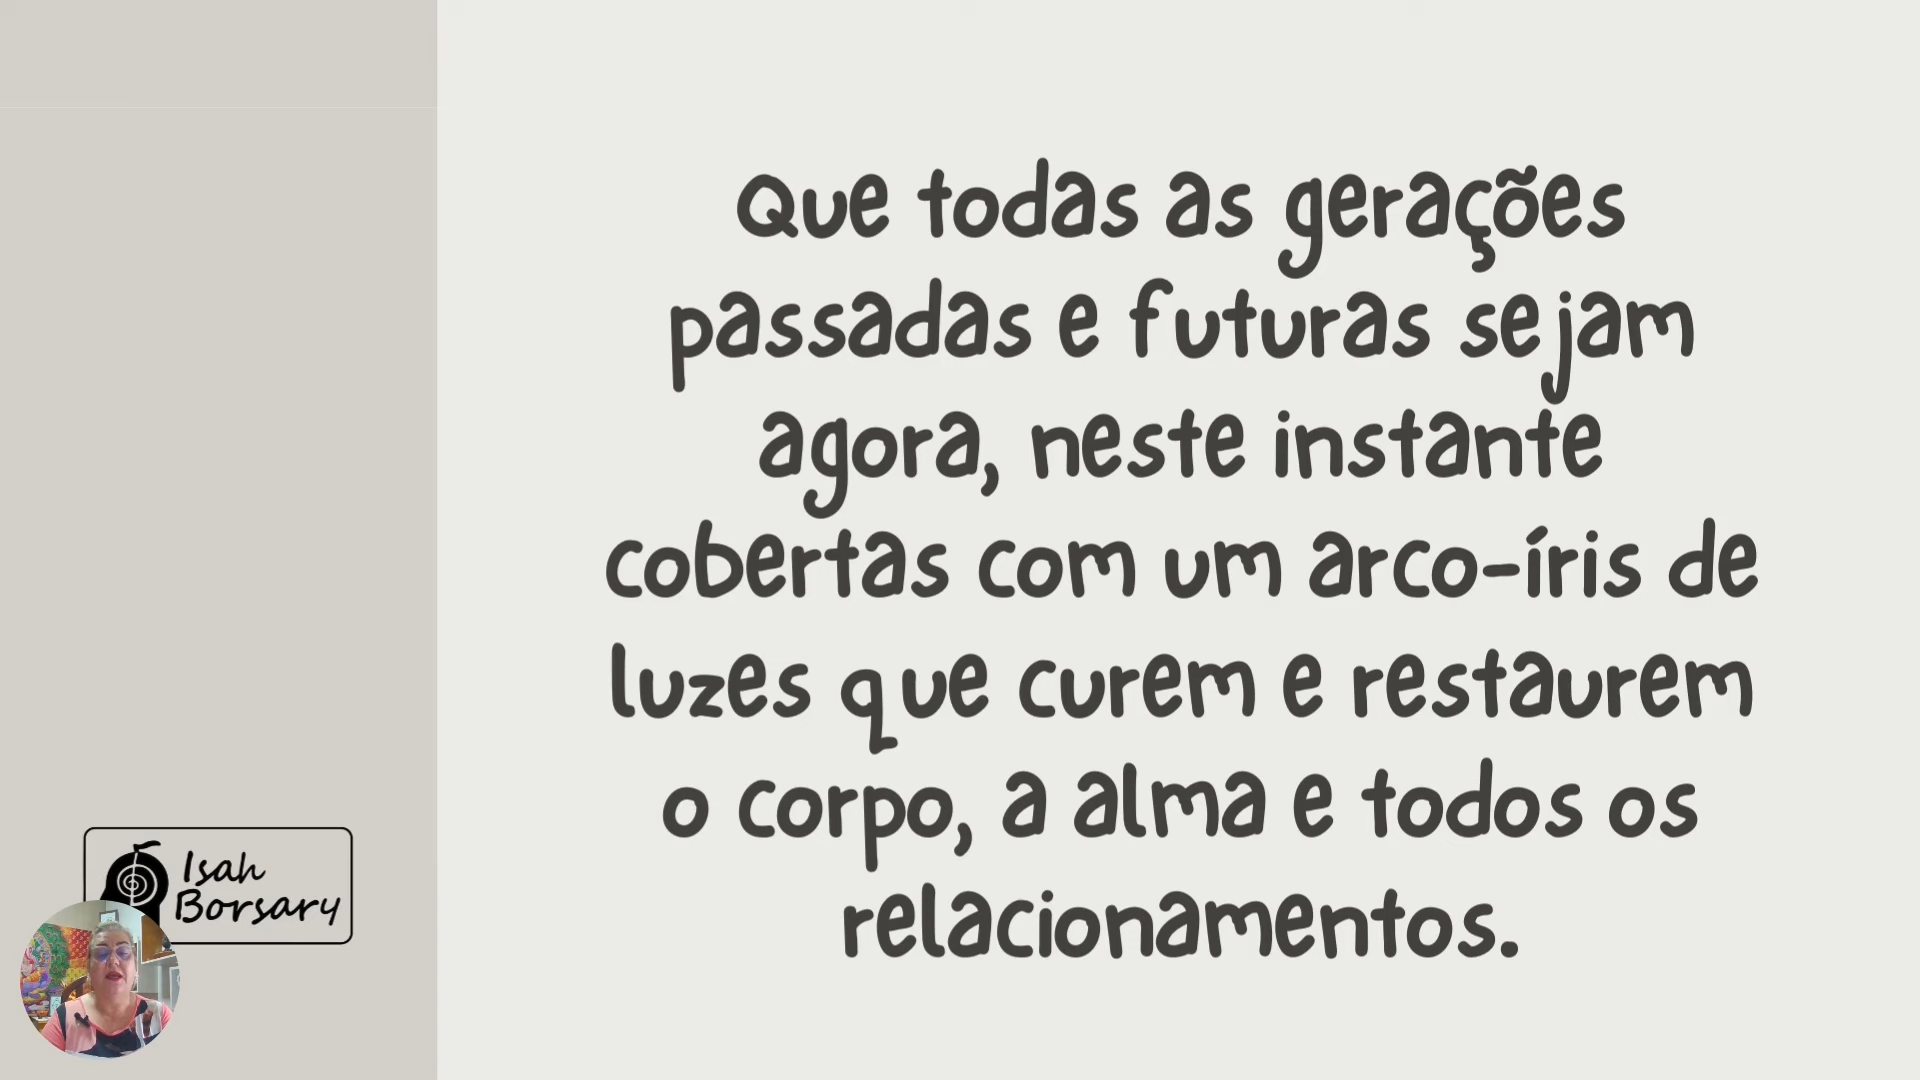 Que todas as gerações
passadas e futuras sejam
agora, neste instante
cobertas com um arco-íris de
luzes que curem e restaurem
o corpo, a alma e todos os
relacionamentos.
Isah
Borsary